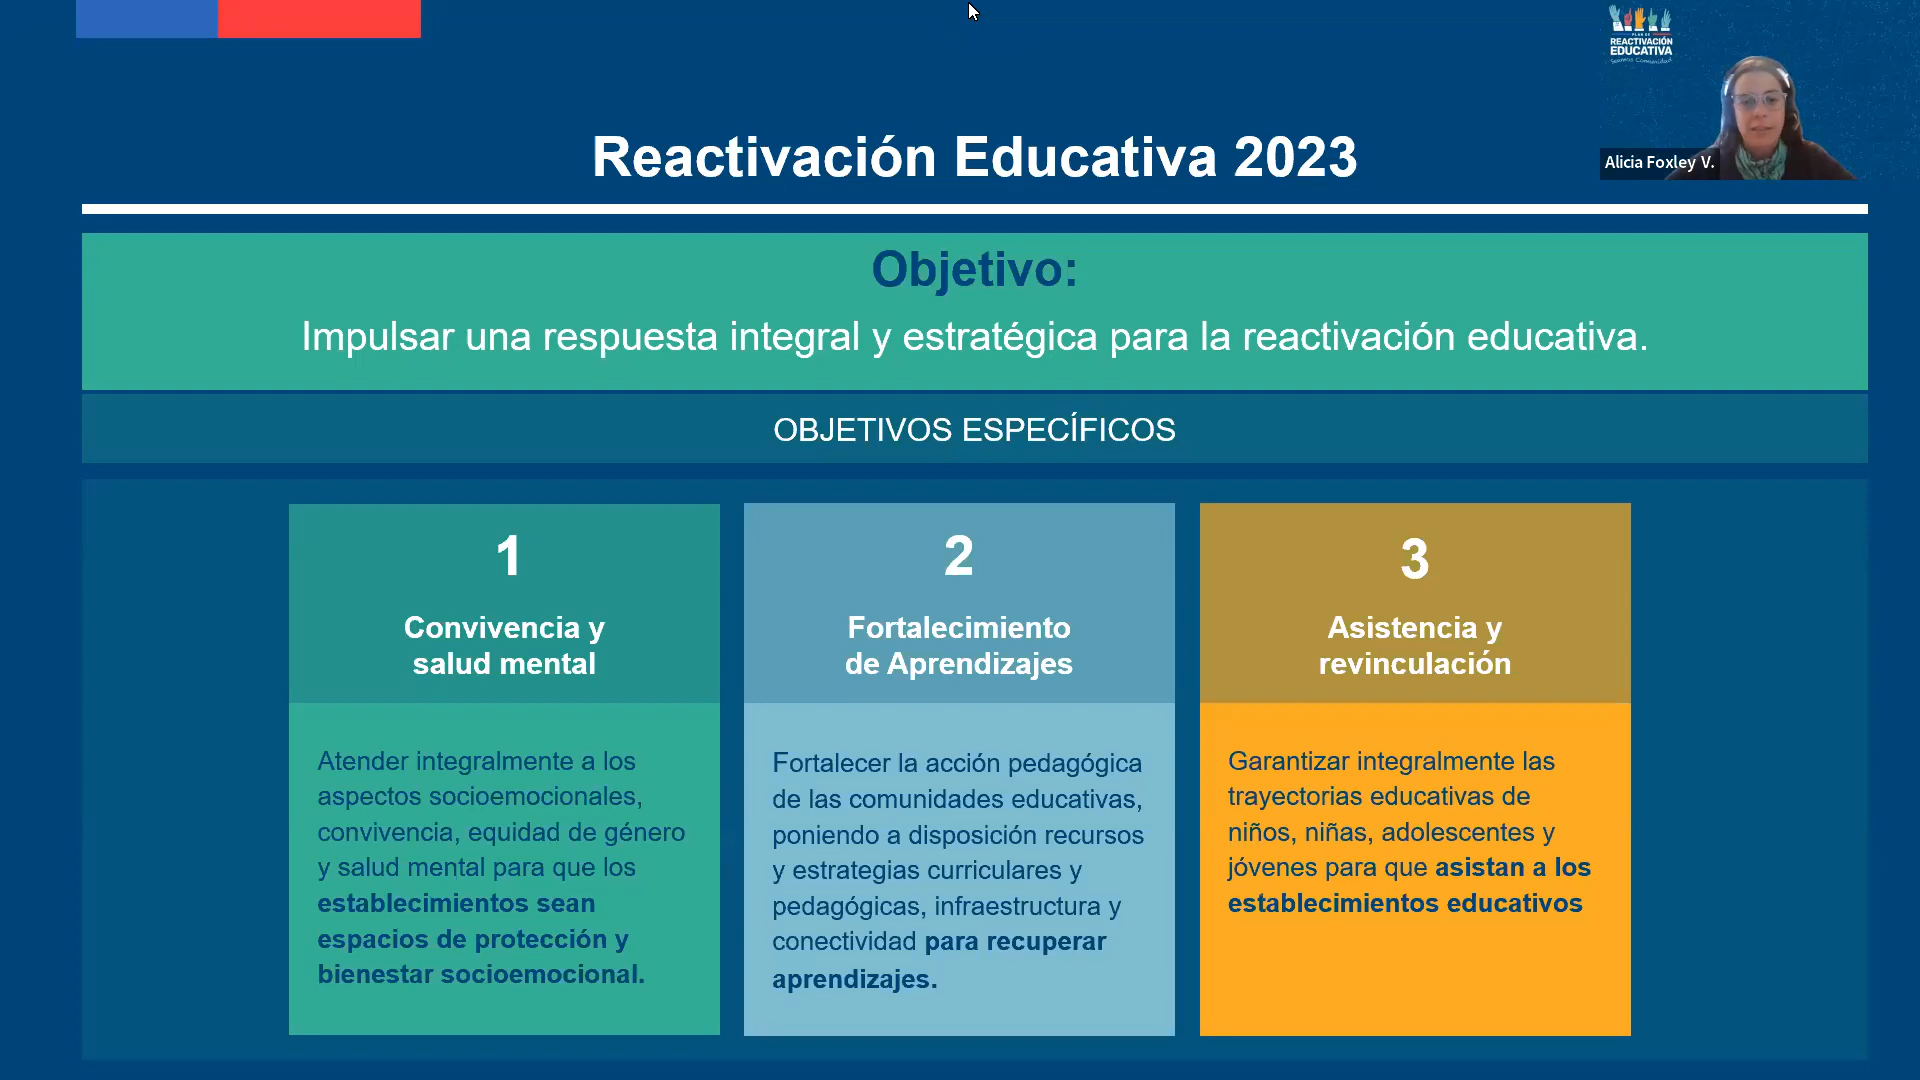 PLAN DE
REACTIVACIÓN
EDUCATIVA
Seamos Comunidad
Alicia Foxley V.
Reactivación Educativa 2023
Objetivo:
Impulsar una respuesta integral y estratégica para la reactivación educativa.
OBJETIVOS ESPECÍFICOS
1
Convivencia y
salud mental
Atender integralmente a los
aspectos socioemocionales,
convivencia, equidad de género
y salud mental para que los
establecimientos sean
espacios de protección y
bienestar socioemocional.
2
Fortalecimiento
de Aprendizajes
Fortalecer la acción pedagógica
de las comunidades educativas,
poniendo a disposición recursos
y estrategias curriculares y
pedagógicas, infraestructura y
conectividad para recuperar
aprendizajes.
3
Asistencia y
revinculación
Garantizar integralmente las
trayectorias educativas de
niños, niñas, adolescentes y
jóvenes para que asistan a los
establecimientos educativos